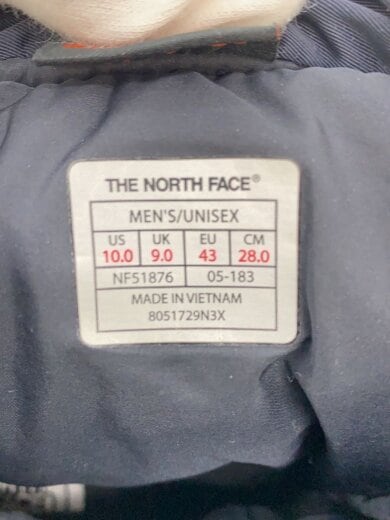 THE NORTH FACE®
MEN'S/UNISEX
US UK EU CM
10.0 9.0 43 28.0
NF51876 05-183
MADE IN VIETNAM
8051729N3X